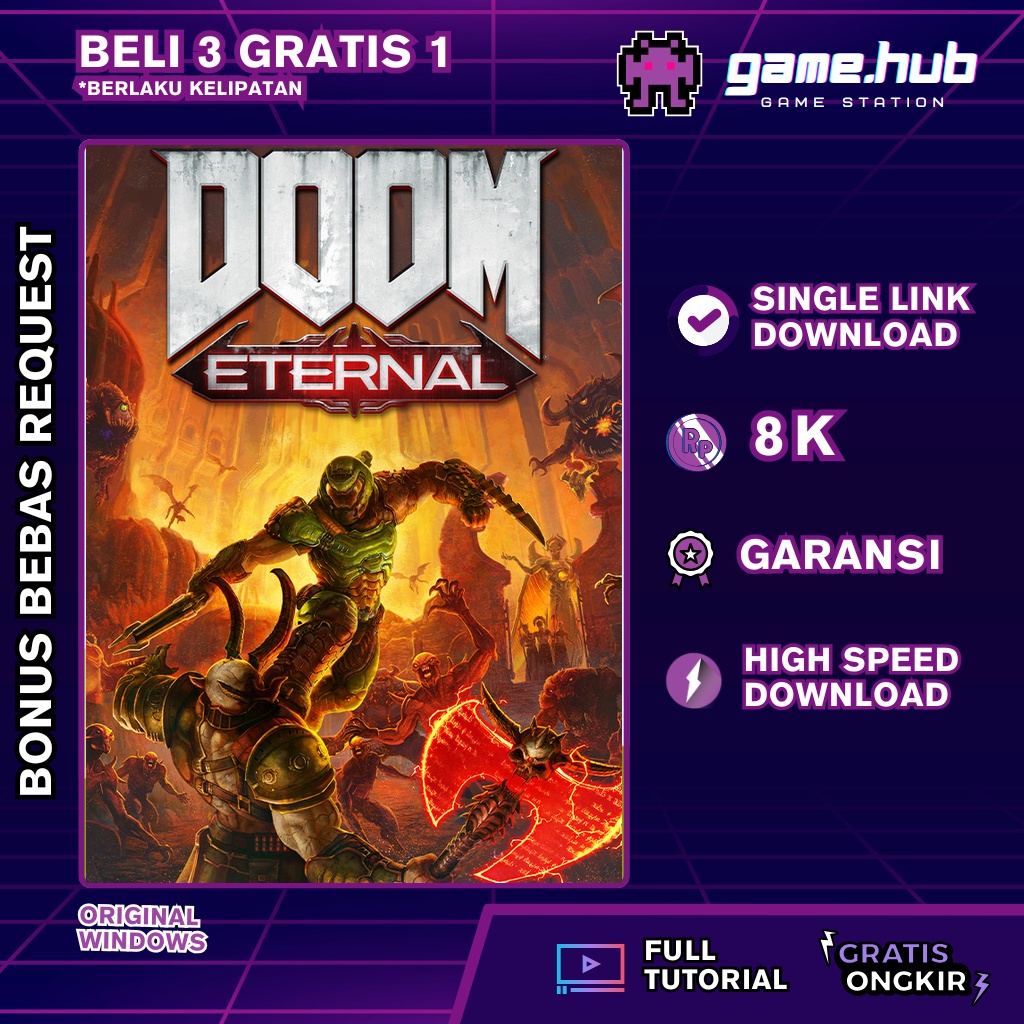 BELI 3 GRATIS 1
*BERLAKU KELIPATAN
game.hub
GAME STATION
BONUS BEBAS REQUEST
DOOM
ETERNAL
SINGLE LINK
DOWNLOAD
Rp
8K
GARANSI
HIGH SPEED
DOWNLOAD
ORIGINAL
WINDOWS
FULL
TUTORIAL
GRATIS
ONGKIR